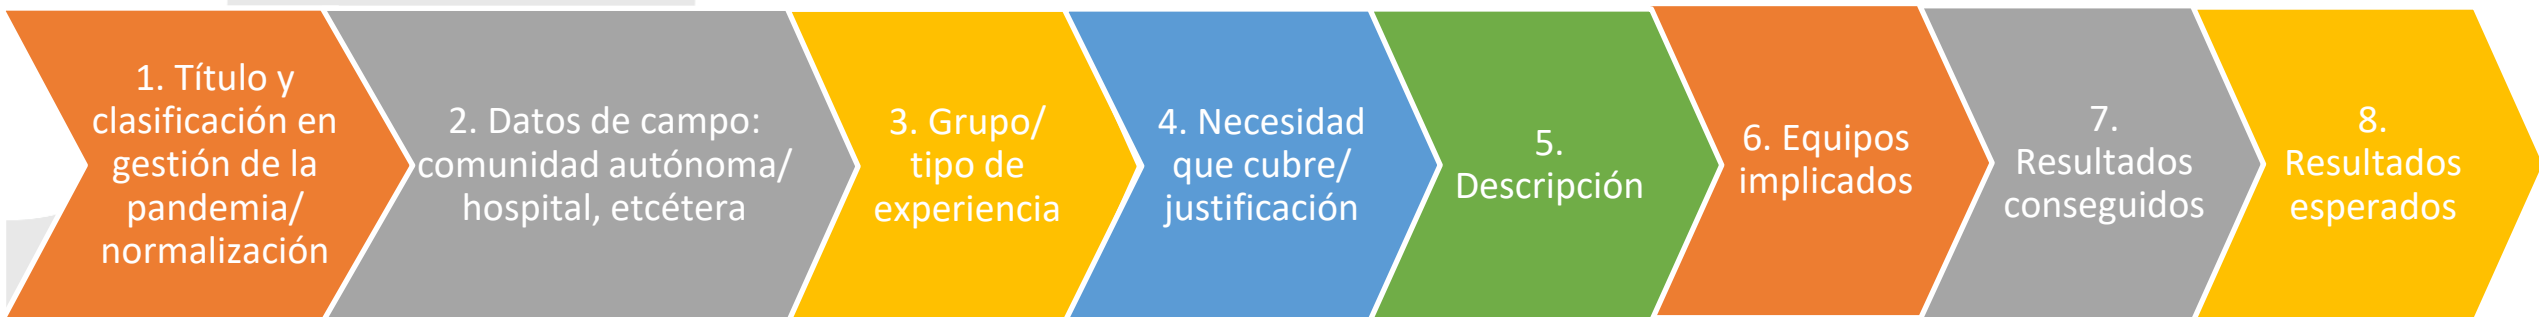 1. Título y
clasificación en
gestión de la
pandemia/
normalización
2. Datos de campo:
comunidad autónoma/
hospital, etcétera
3. Grupo/
tipo de
experiencia
4. Necesidad
que cubre/
justificación
5.
Descripción
6. Equipos
implicados
7.
Resultados
conseguidos
8.
Resultados
esperados